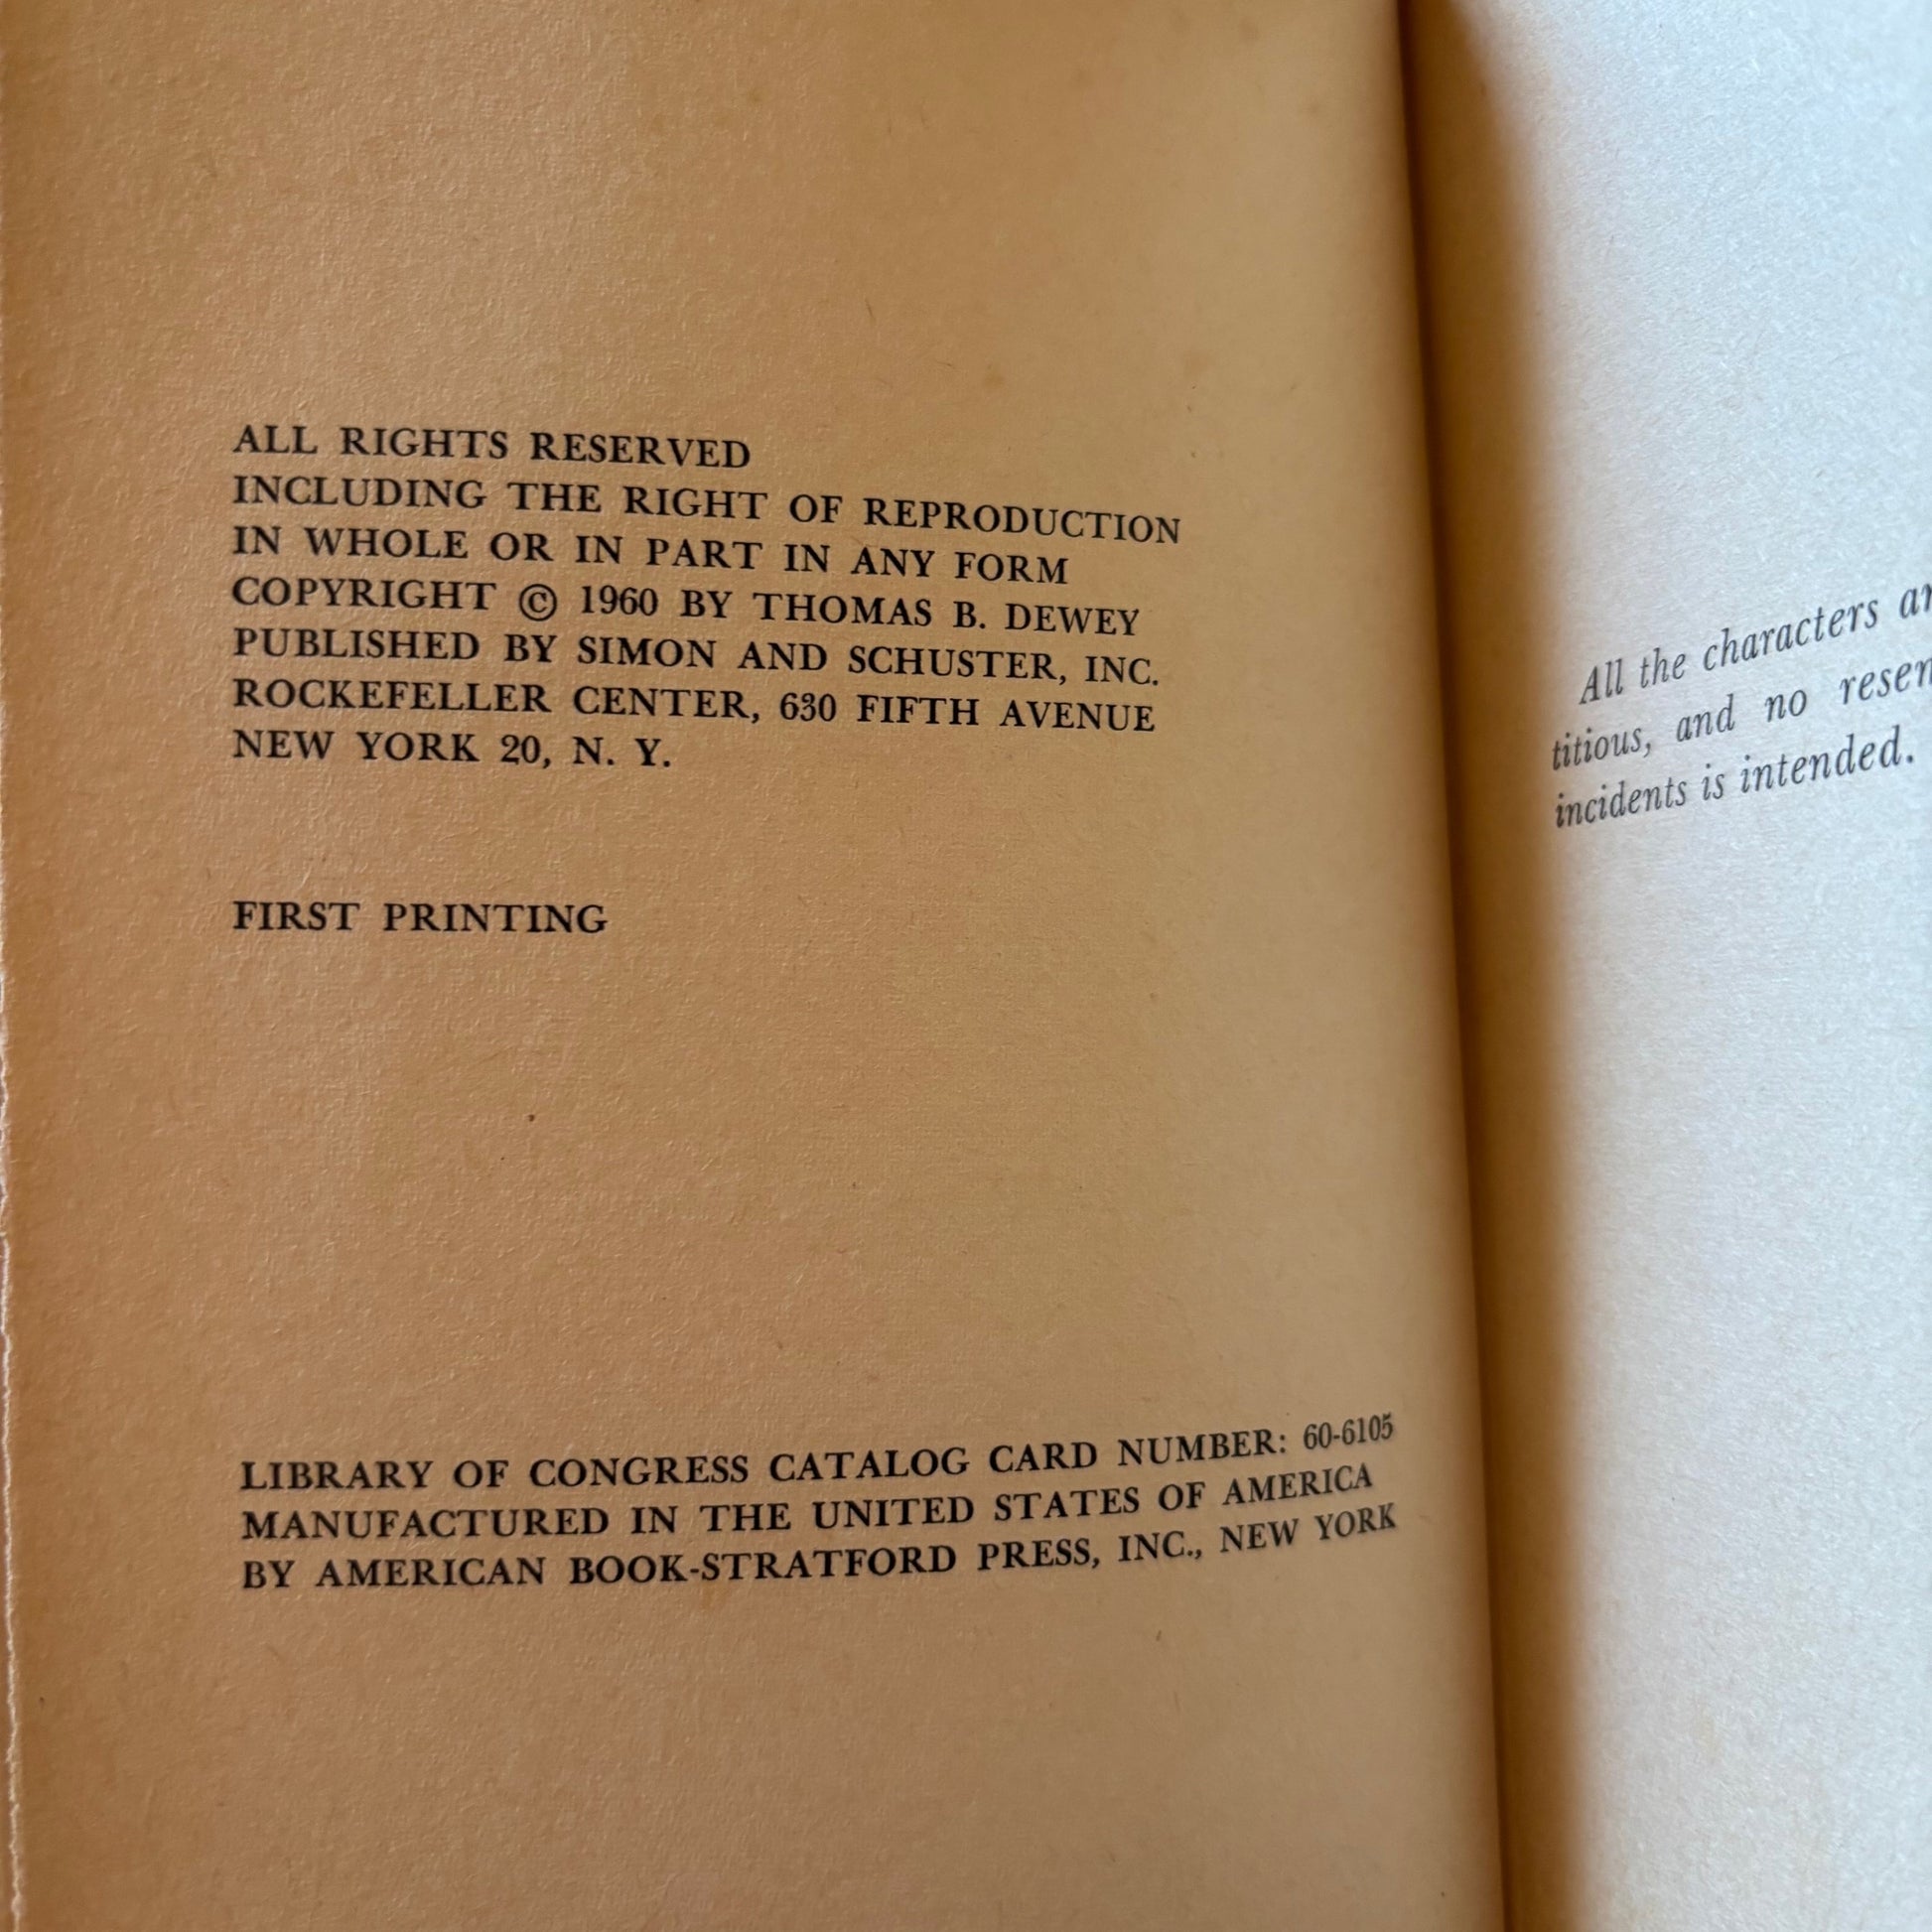 ALL RIGHTS RESERVED
INCLUDING THE RIGHT OF REPRODUCTION
IN WHOLE OR IN PART IN ANY FORM
COPYRIGHT © 1960 BY THOMAS B. DEWEY
PUBLISHED BY SIMON AND SCHUSTER, INC.
ROCKEFELLER CENTER, 630 FIFTH AVENUE
NEW YORK 20, N. Y.
FIRST PRINTING
LIBRARY OF CONGRESS CATALOG CARD NUMBER: 60-6105
MANUFACTURED IN THE UNITED STATES OF AMERICA
BY AMERICAN BOOK-STRATFORD PRESS, INC., NEW YORK
All the characters
titious, and no
incidents is intended.